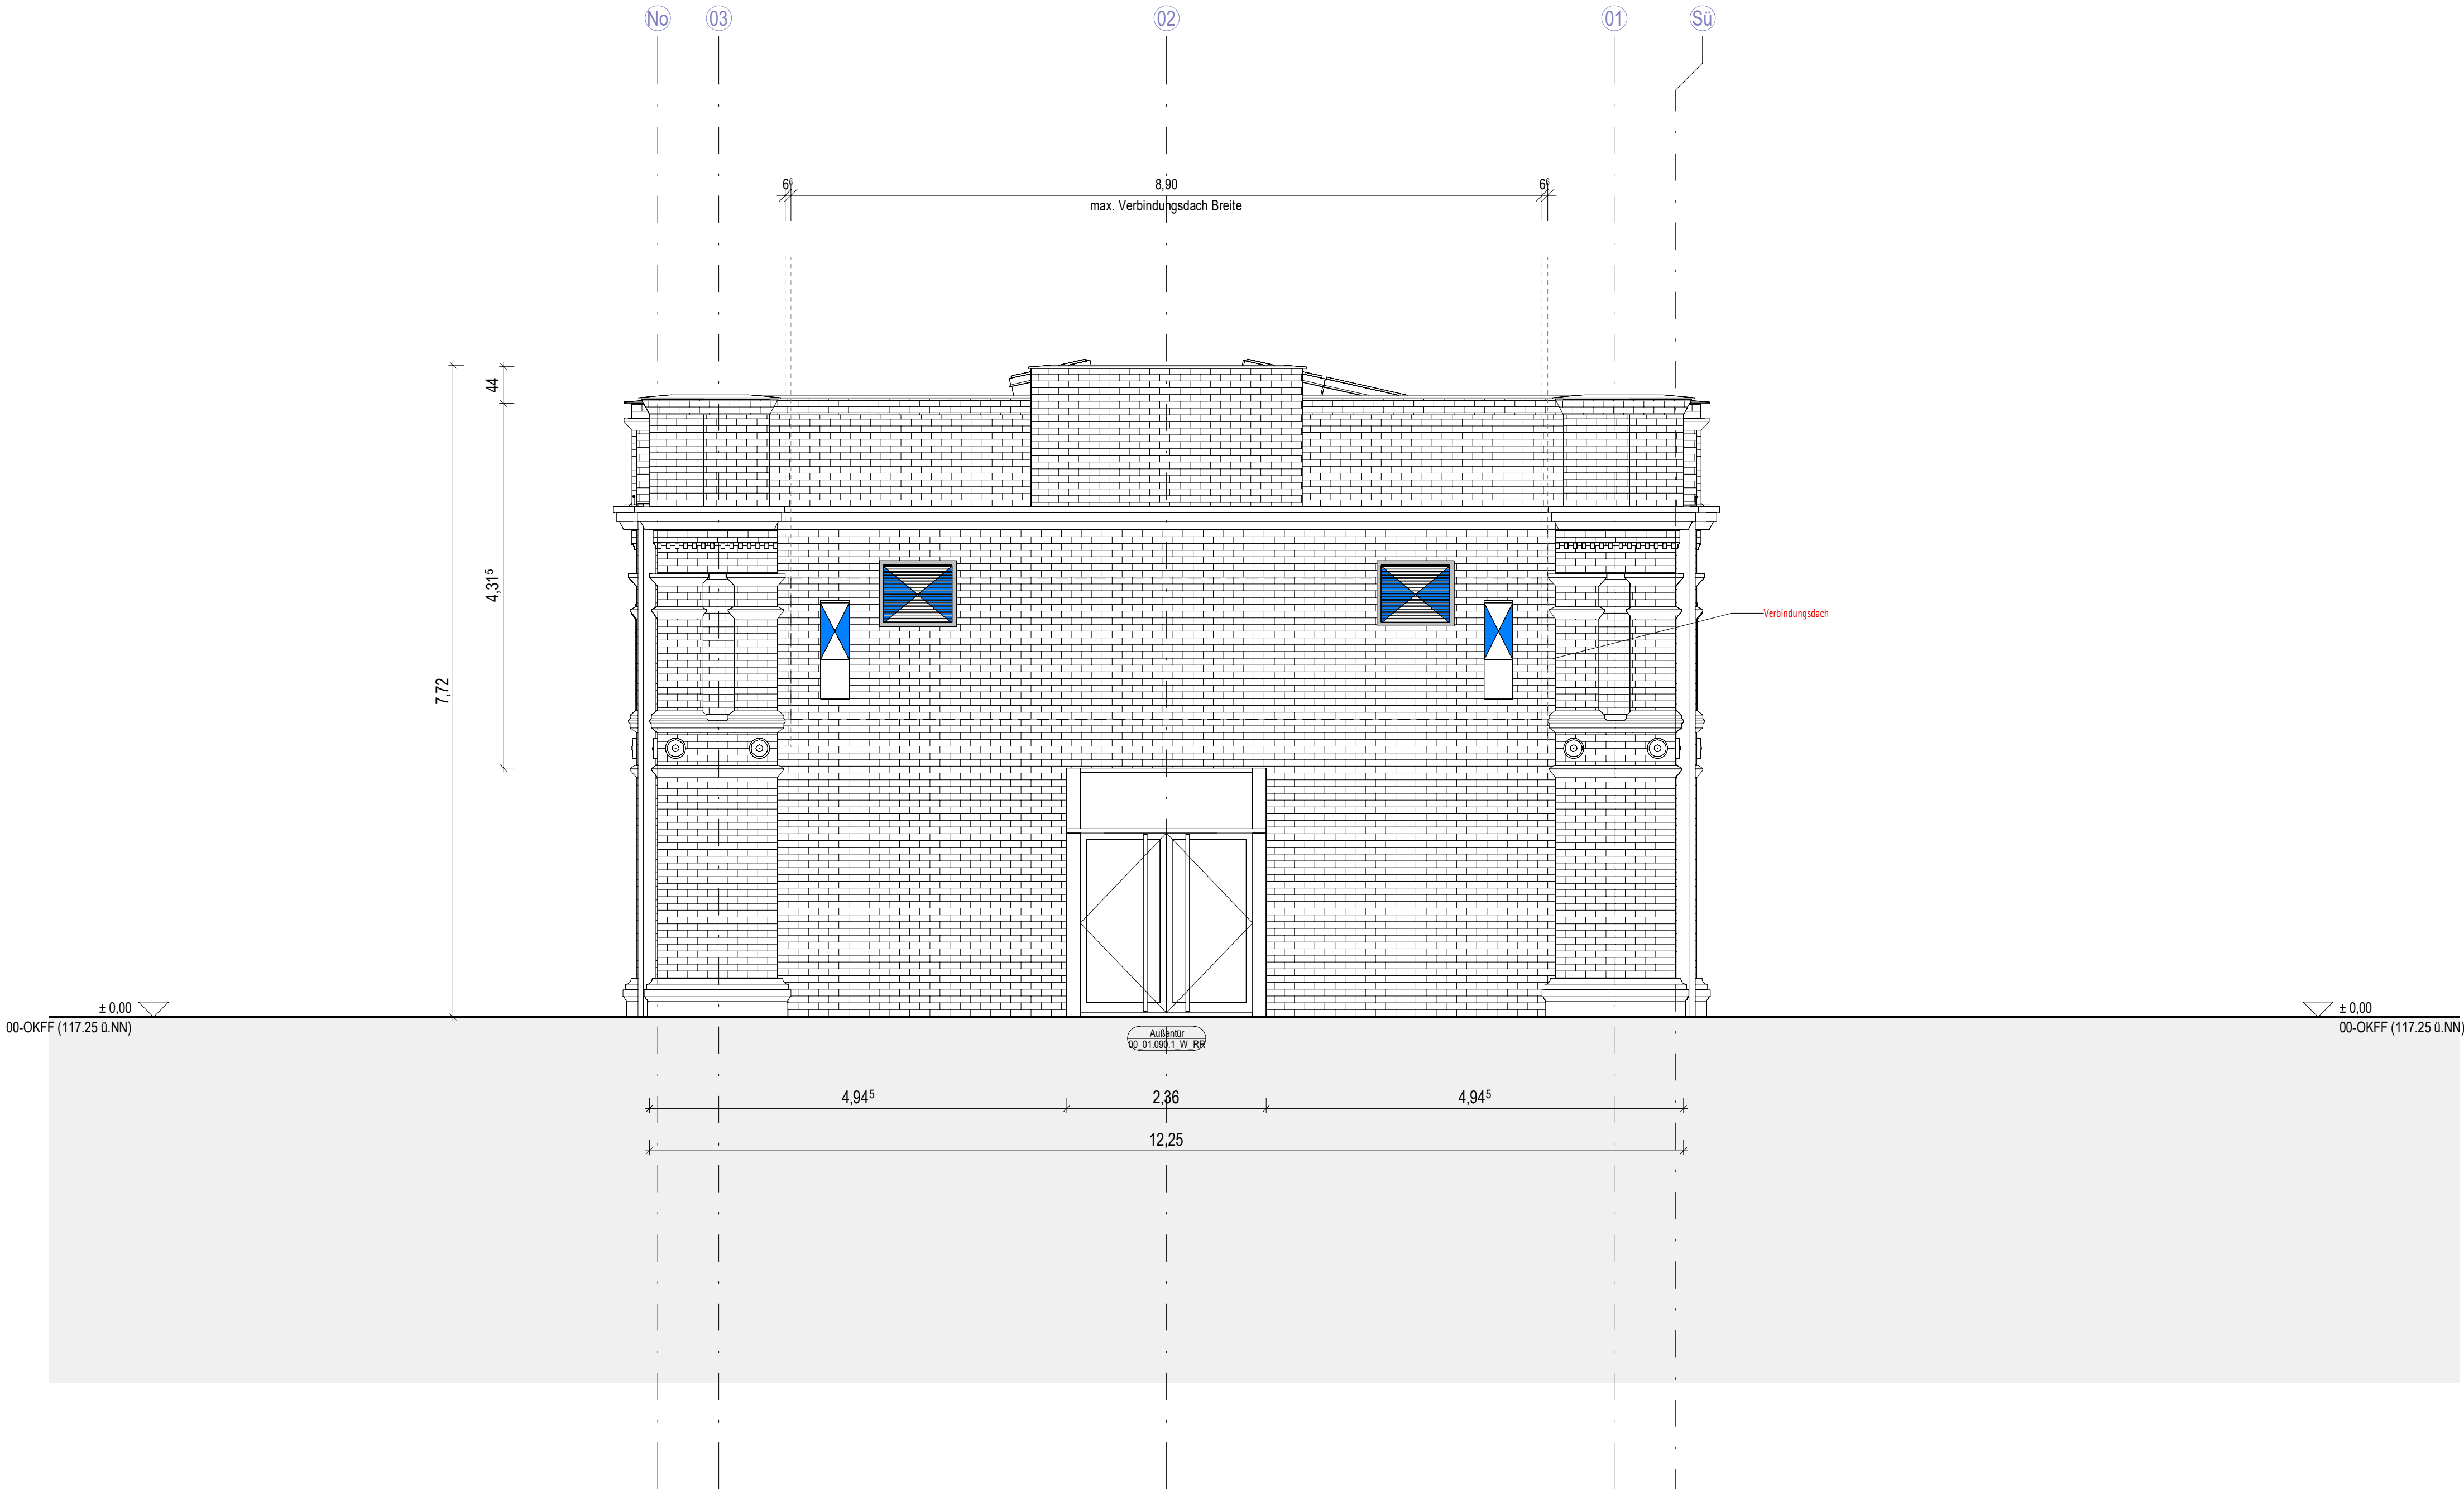 No
03
02
01
Sü
6⁶
8,90
6⁶
max. Verbindungsdach Breite
44
4,31⁵
7,72
Verbindungsdach
± 0,00
00-OKFF (117.25 ü.NN)
± 0,00
00-OKFF (117.25 ü.NN)
Außentür
00_01.090.1_W_RR
4,94⁵
2,36
4,94⁵
12,25